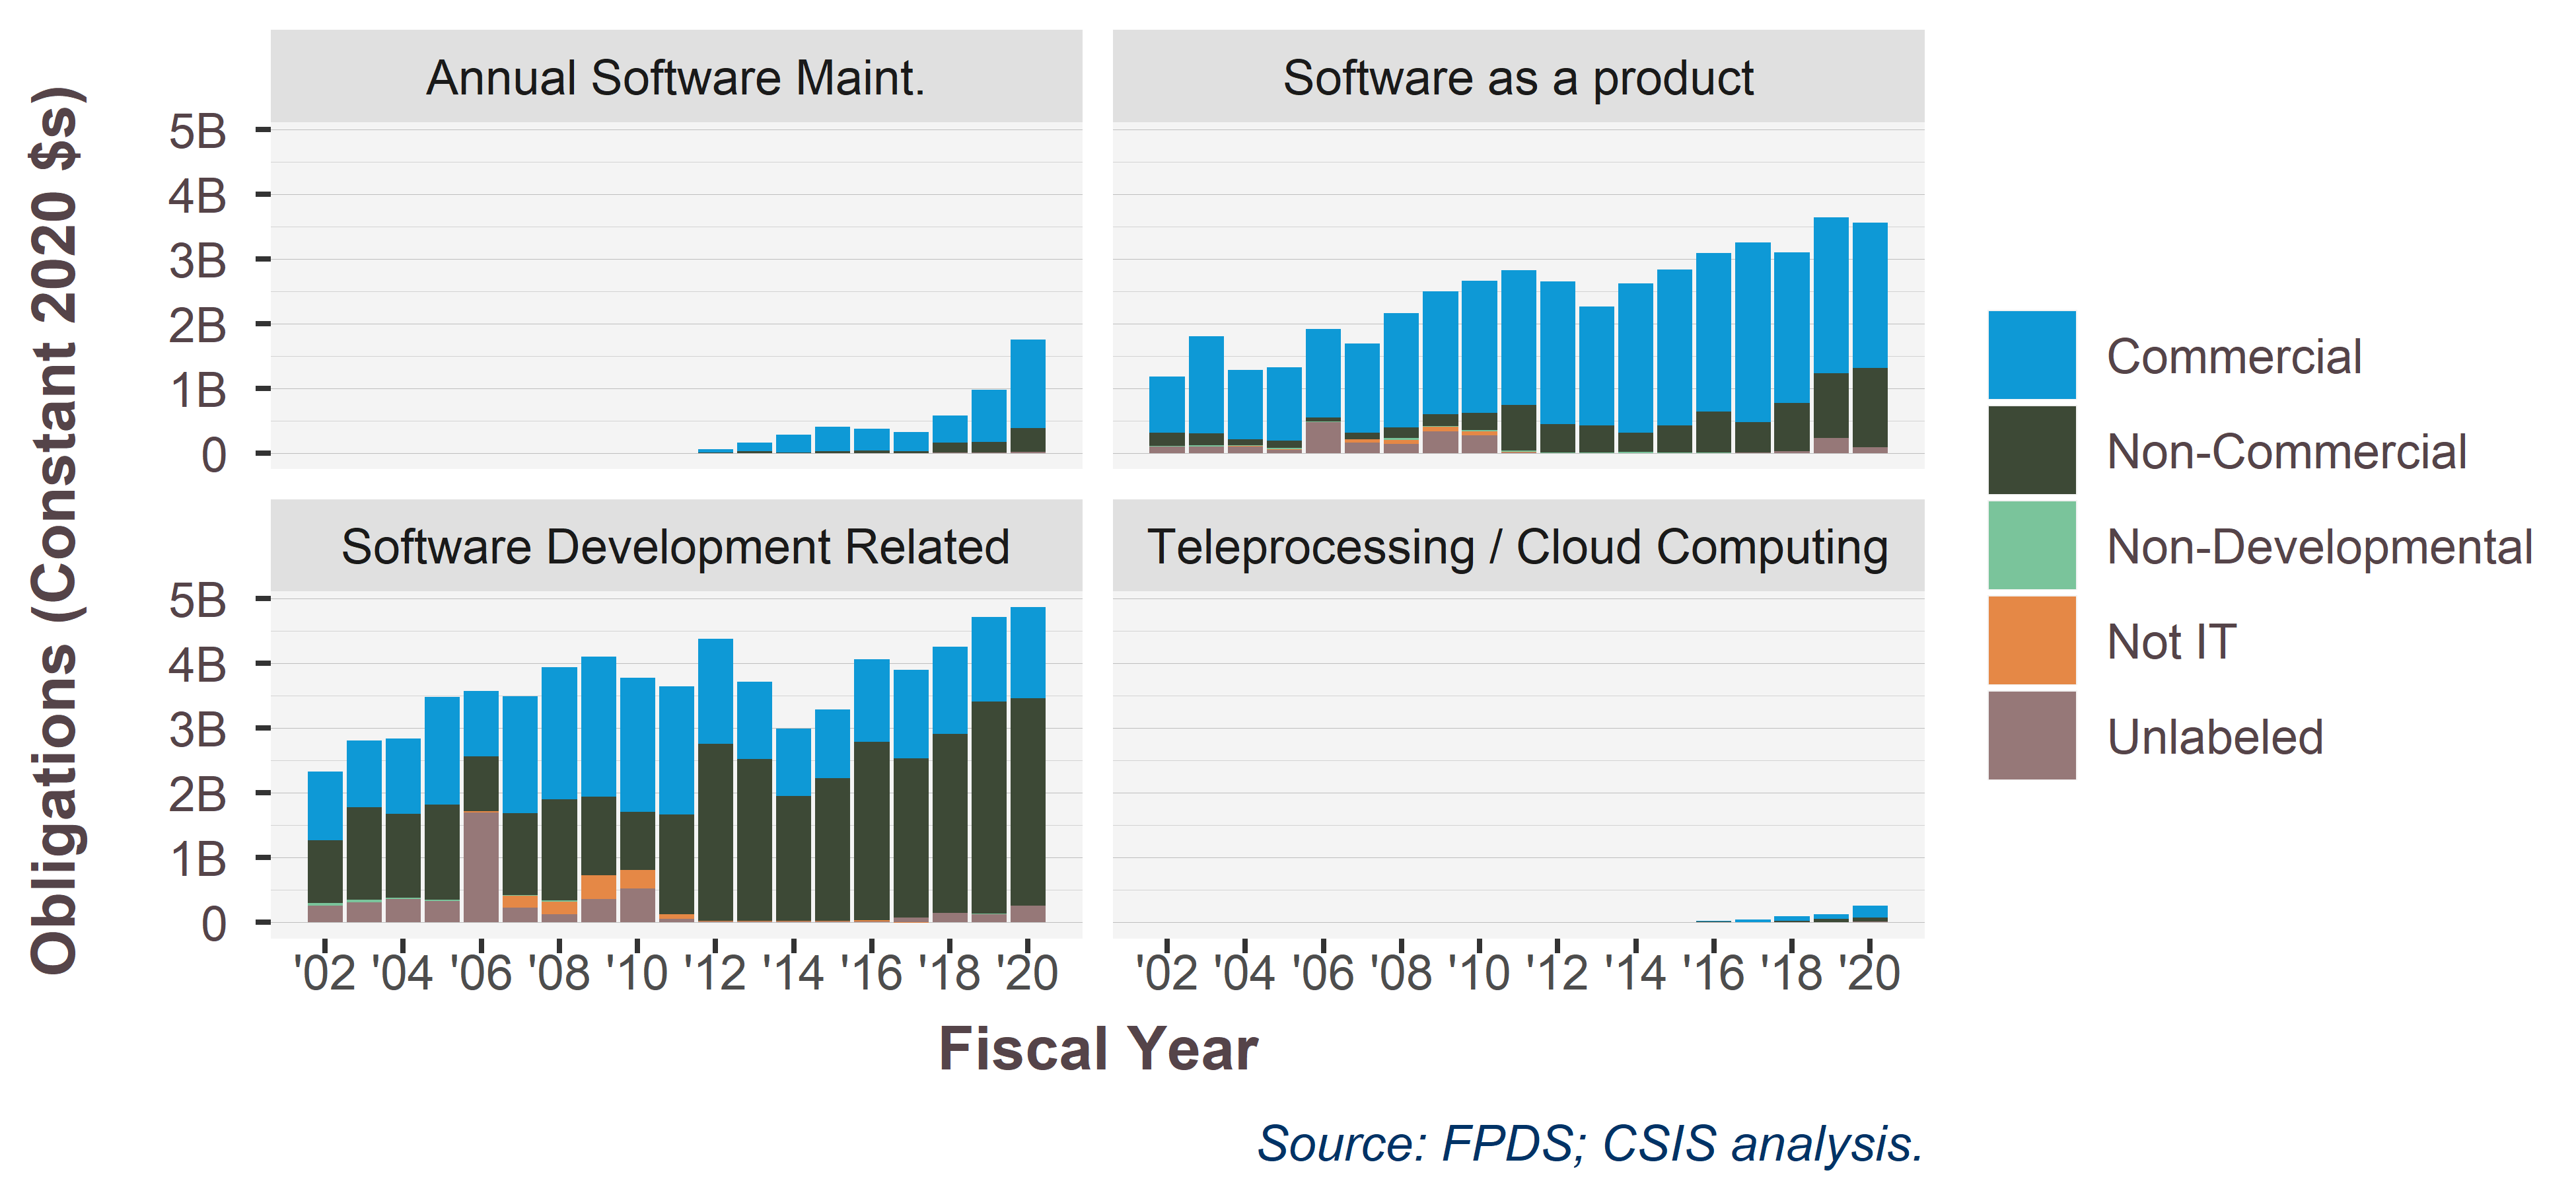 Obligations (Constant 2020 $s)
Annual Software Maint.
Software as a product
5B
4B
3B
2B
1B
0
Software Development Related
Teleprocessing / Cloud Computing
5B
4B
3B
2B
1B
0
'02 '04 '06 '08 '10 '12 '14 '16 '18 '20
'02 '04 '06 '08 '10 '12 '14 '16 '18 '20
Fiscal Year
Commercial
Non-Commercial
Non-Developmental
Not IT
Unlabeled
Source: FPDS; CSIS analysis.